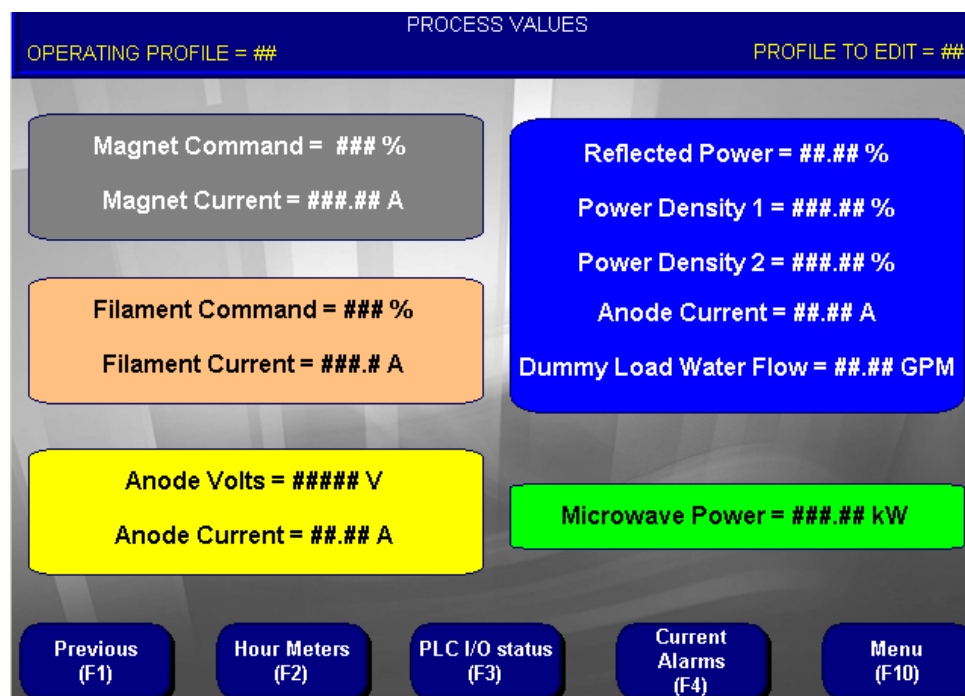 PROCESS VALUES
OPERATING PROFILE = ##
PROFILE TO EDIT = ##
Magnet Command = ### %
Magnet Current = ###.## A
Filament Command = ### %
Filament Current = ###.# A
Anode Volts = ##### V
Anode Current = ##.## A
Reflected Power = ##.## %
Power Density 1 = ###.## %
Power Density 2 = ###.## %
Anode Current = ##.## A
Dummy Load Water Flow = ##.## GPM
Microwave Power = ###.## kW
Previous
(F1)
Hour Meters
(F2)
PLC I/O status
(F3)
Current
Alarms
(F4)
Menu
(F10)